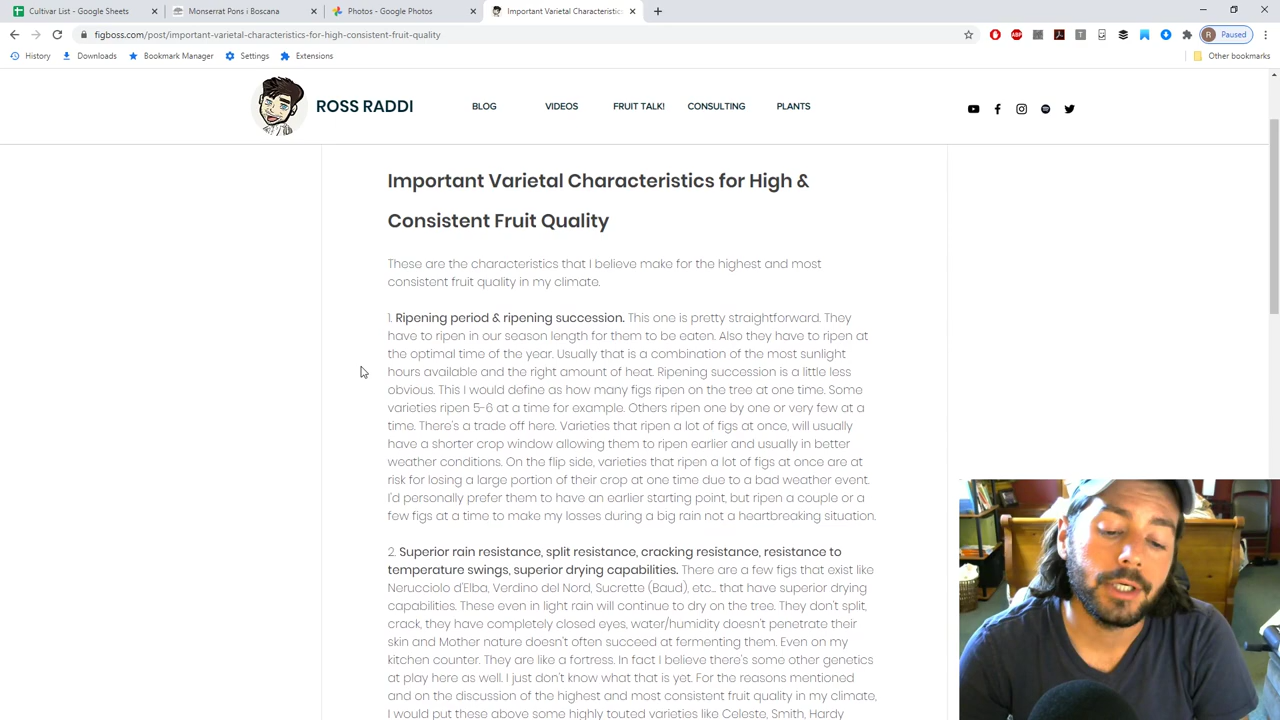 Cultivar List - Google Sheets
Monserrat Pons i Boscana
Photos - Google Photos
Important Varietal Characteristics
figboss.com/post/important-varietal-characteristics-for-high-consistent-fruit-quality
R Paused
History Downloads Bookmark Manager Settings Extensions Other bookmarks
ROSS RADDI BLOG VIDEOS FRUIT TALK! CONSULTING PLANTS
Important Varietal Characteristics for High &
Consistent Fruit Quality
These are the characteristics that I believe make for the highest and most
consistent fruit quality in my climate.
1. Ripening period & ripening succession. This one is pretty straightforward. They
have to ripen in our season length for them to be eaten. Also they have to ripen at
the optimal time of the year. Usually that is a combination of the most sunlight
hours available and the right amount of heat. Ripening succession is a little less
obvious. This I would define as how many figs ripen on the tree at one time. Some
varieties ripen 5-6 at a time for example. Others ripen one by one or very few at a
time. There's a trade off here. Varieties that ripen a lot of figs at once, will usually
have a shorter crop window allowing them to ripen earlier and usually in better
weather conditions. On the flip side, varieties that ripen a lot of figs at once are at
risk for losing a large portion of their crop at one time due to a bad weather event.
I'd personally prefer them to have an earlier starting point, but ripen a couple or a
few figs at a time to make my losses during a big rain not a heartbreaking situation.
2. Superior rain resistance, split resistance, cracking resistance, resistance to
temperature swings, superior drying capabilities. There are a few figs that exist like
Nerucciolo d'Elba, Verdino del Nord, Sucrette (Baud), etc... that have superior drying
capabilities. These even in light rain will continue to dry on the tree. They don't split,
crack, they have completely closed eyes, water/humidity doesn't penetrate their
skin and Mother nature doesn't often succeed at fermenting them. Even on my
kitchen counter. They are like a fortress. In fact I believe there's some other genetics
at play here as well. I just don't know what that is yet. For the reasons mentioned
and on the discussion of the highest and most consistent fruit quality in my climate,
I would put these above some highly touted varieties like Celeste, Smith, Hardy